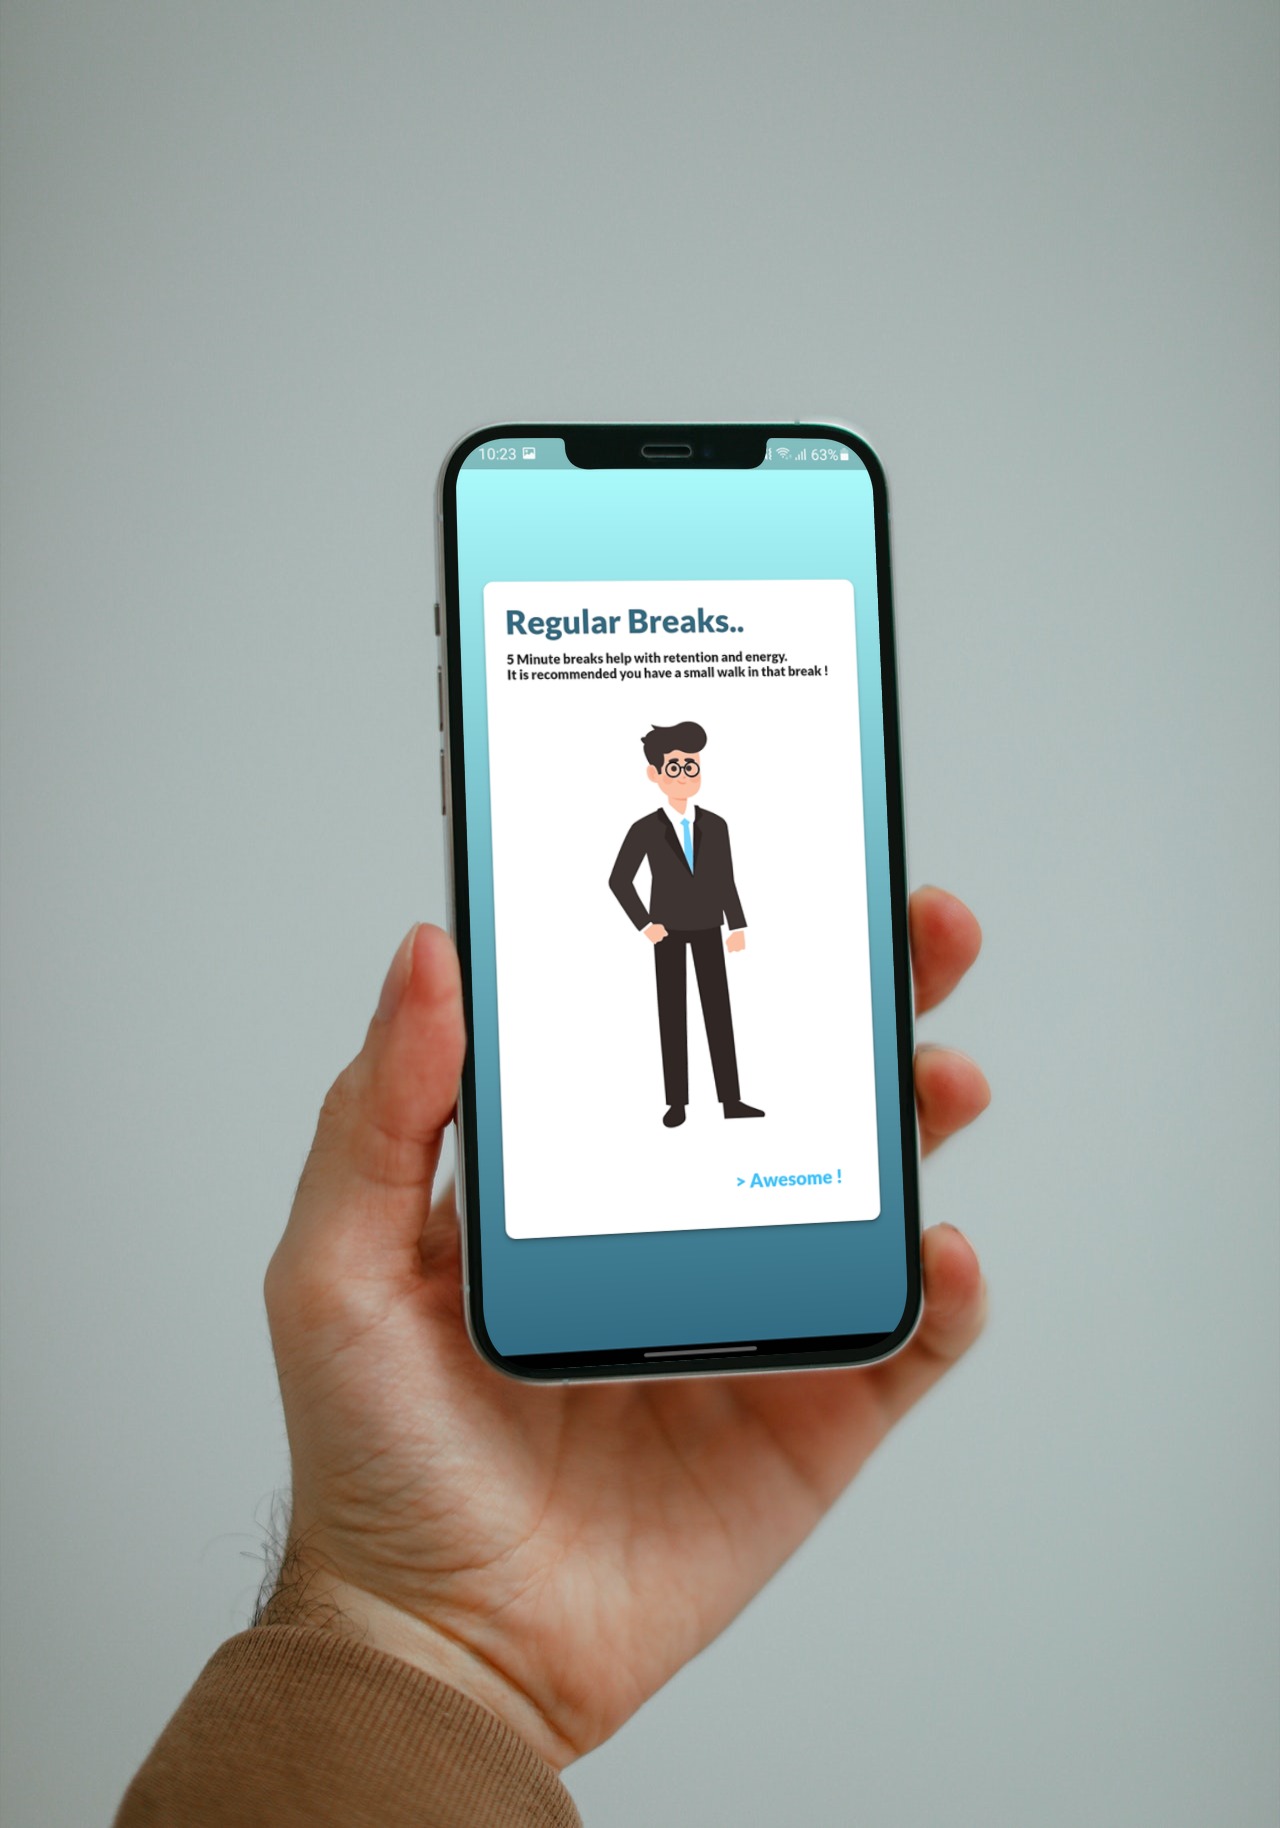 10:23 63%
Regular Breaks..
5 Minute breaks help with retention and energy.
It is recommended you have a small walk in that break !
> Awesome !